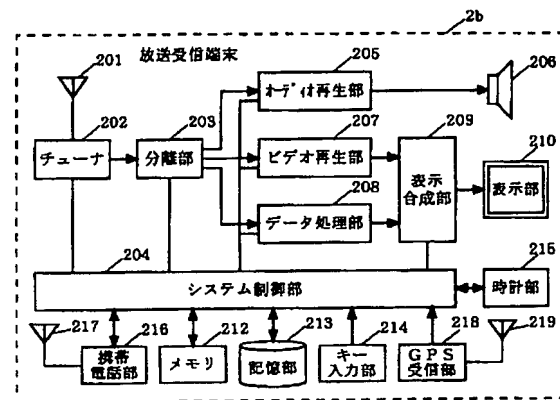 2b
201
放送受信端末
205
206
オーディオ再生部
202
203
207
209
チューナ
分離部
ビデオ再生部
210
208
表示
合成部
表示部
データ処理部
204
215
システム制御部
時計部
217
216
212
213
214
218
219
携帯
電話部
メモリ
記憶部
キー
入力部
GPS
受信部